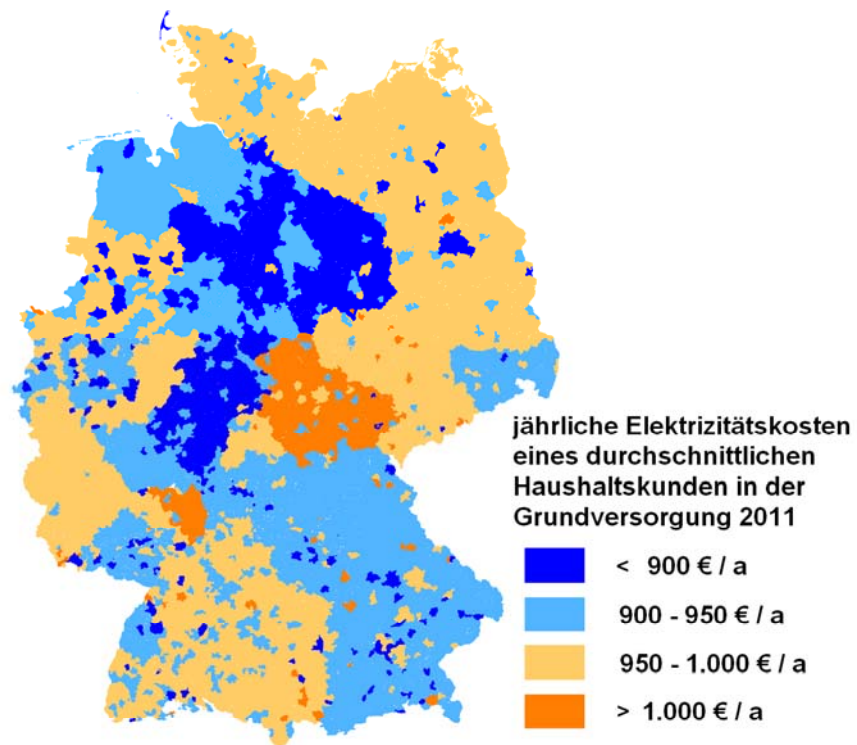 jährliche Elektrizitätskosten
eines durchschnittlichen
Haushaltskunden in der
Grundversorgung 2011
< 900 € / a
900 - 950 € / a
950 - 1.000 € / a
> 1.000 € / a